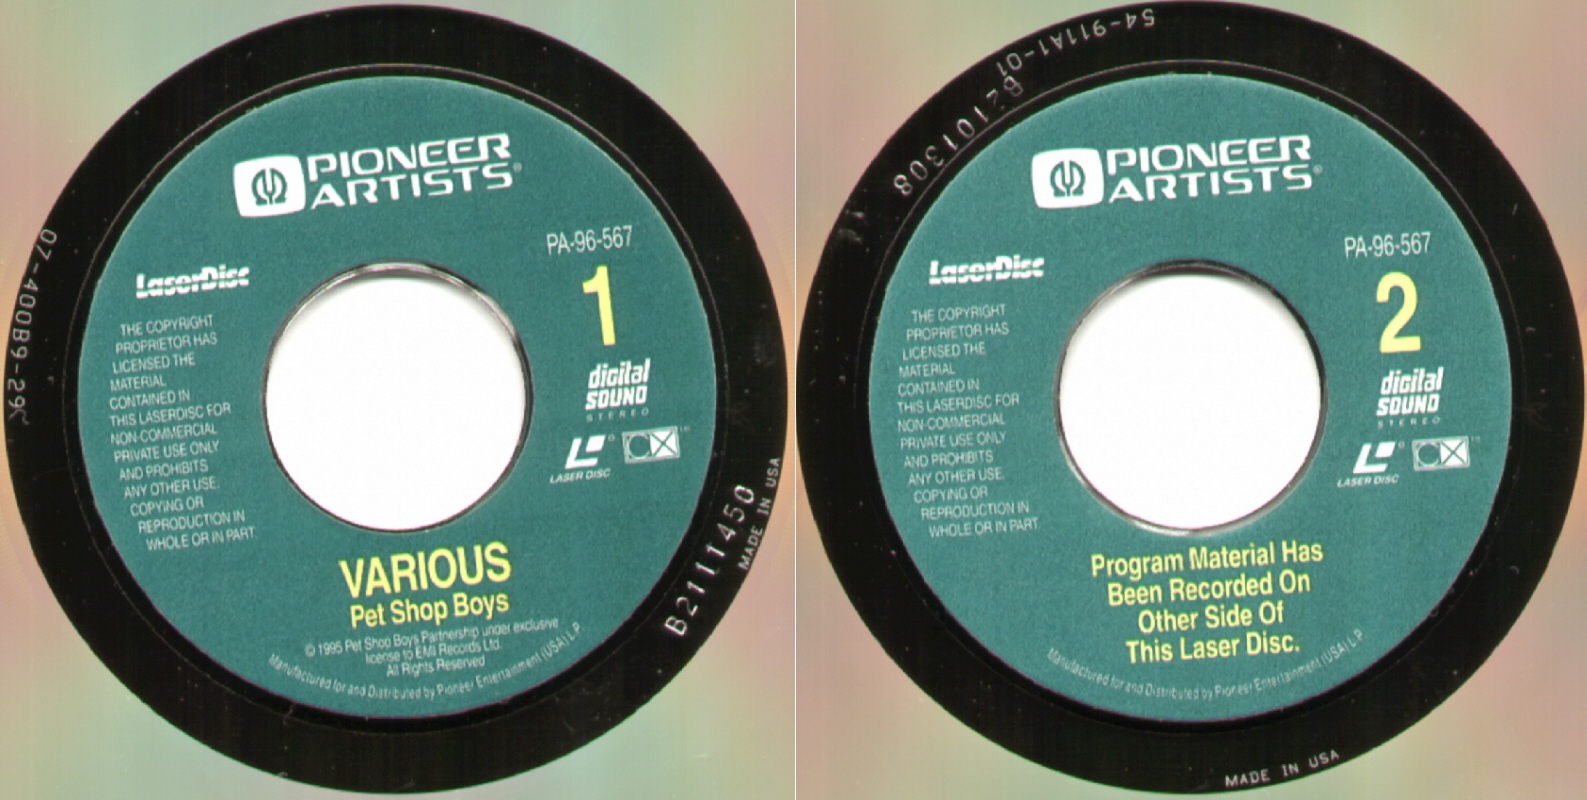 PIONEER
ARTISTS®
PA-96-567
1
LaserDisc
THE COPYRIGHT
PROPRIETOR HAS
LICENSED THE
MATERIAL
CONTAINED IN
THIS LASERDISC FOR
NON-COMMERCIAL
PRIVATE USE ONLY
AND PROHIBITS
ANY OTHER USE,
COPYING OR
REPRODUCTION IN
WHOLE OR IN PART.
digital
SOUND
STEREO
LASER DISC
CX
VARIOUS
Pet Shop Boys
© 1995 Pet Shop Boys Partnership under exclusive
license to EMI Records Ltd.
All Rights Reserved
Manufactured for and Distributed by Pioneer Entertainment (USA) L.P.
B2111450
MADE IN USA
54-911A1-01
B2101308
PIONEER
ARTISTS®
PA-96-567
2
LaserDisc
THE COPYRIGHT
PROPRIETOR HAS
LICENSED THE
MATERIAL
CONTAINED IN
THIS LASERDISC FOR
NON-COMMERCIAL
PRIVATE USE ONLY
AND PROHIBITS
ANY OTHER USE,
COPYING OR
REPRODUCTION IN
WHOLE OR IN PART.
digital
SOUND
STEREO
LASER DISC
CX
Program Material Has
Been Recorded On
Other Side Of
This Laser Disc.
Manufactured for and Distributed by Pioneer Entertainment (USA) L.P.
MADE IN USA